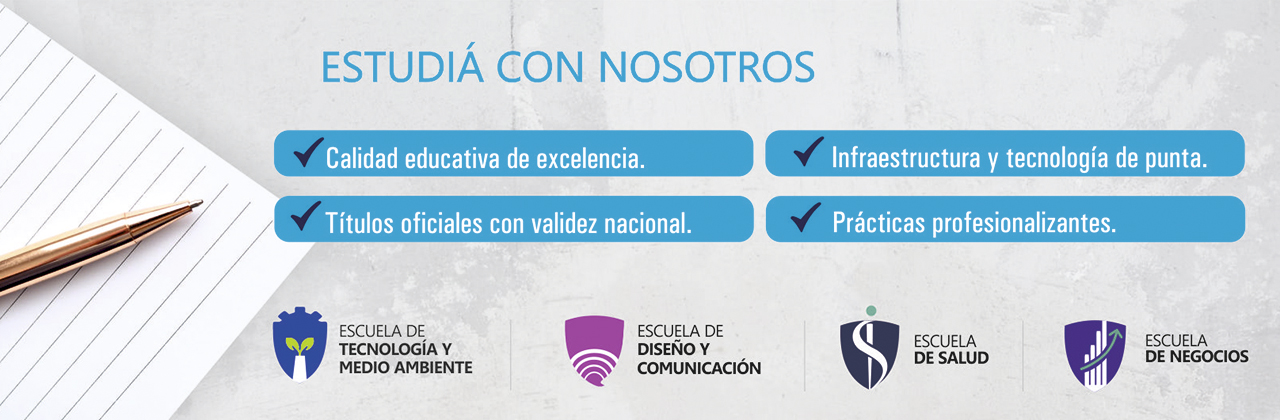 ESTUDIÁ CON NOSOTROS
Calidad educativa de excelencia.
Infraestructura y tecnología de punta.
Títulos oficiales con validez nacional.
Prácticas profesionalizantes.
ESCUELA DE
TECNOLOGÍA Y
MEDIO AMBIENTE
ESCUELA DE
DISEÑO Y
COMUNICACIÓN
ESCUELA
DE SALUD
ESCUELA
DE NEGOCIOS